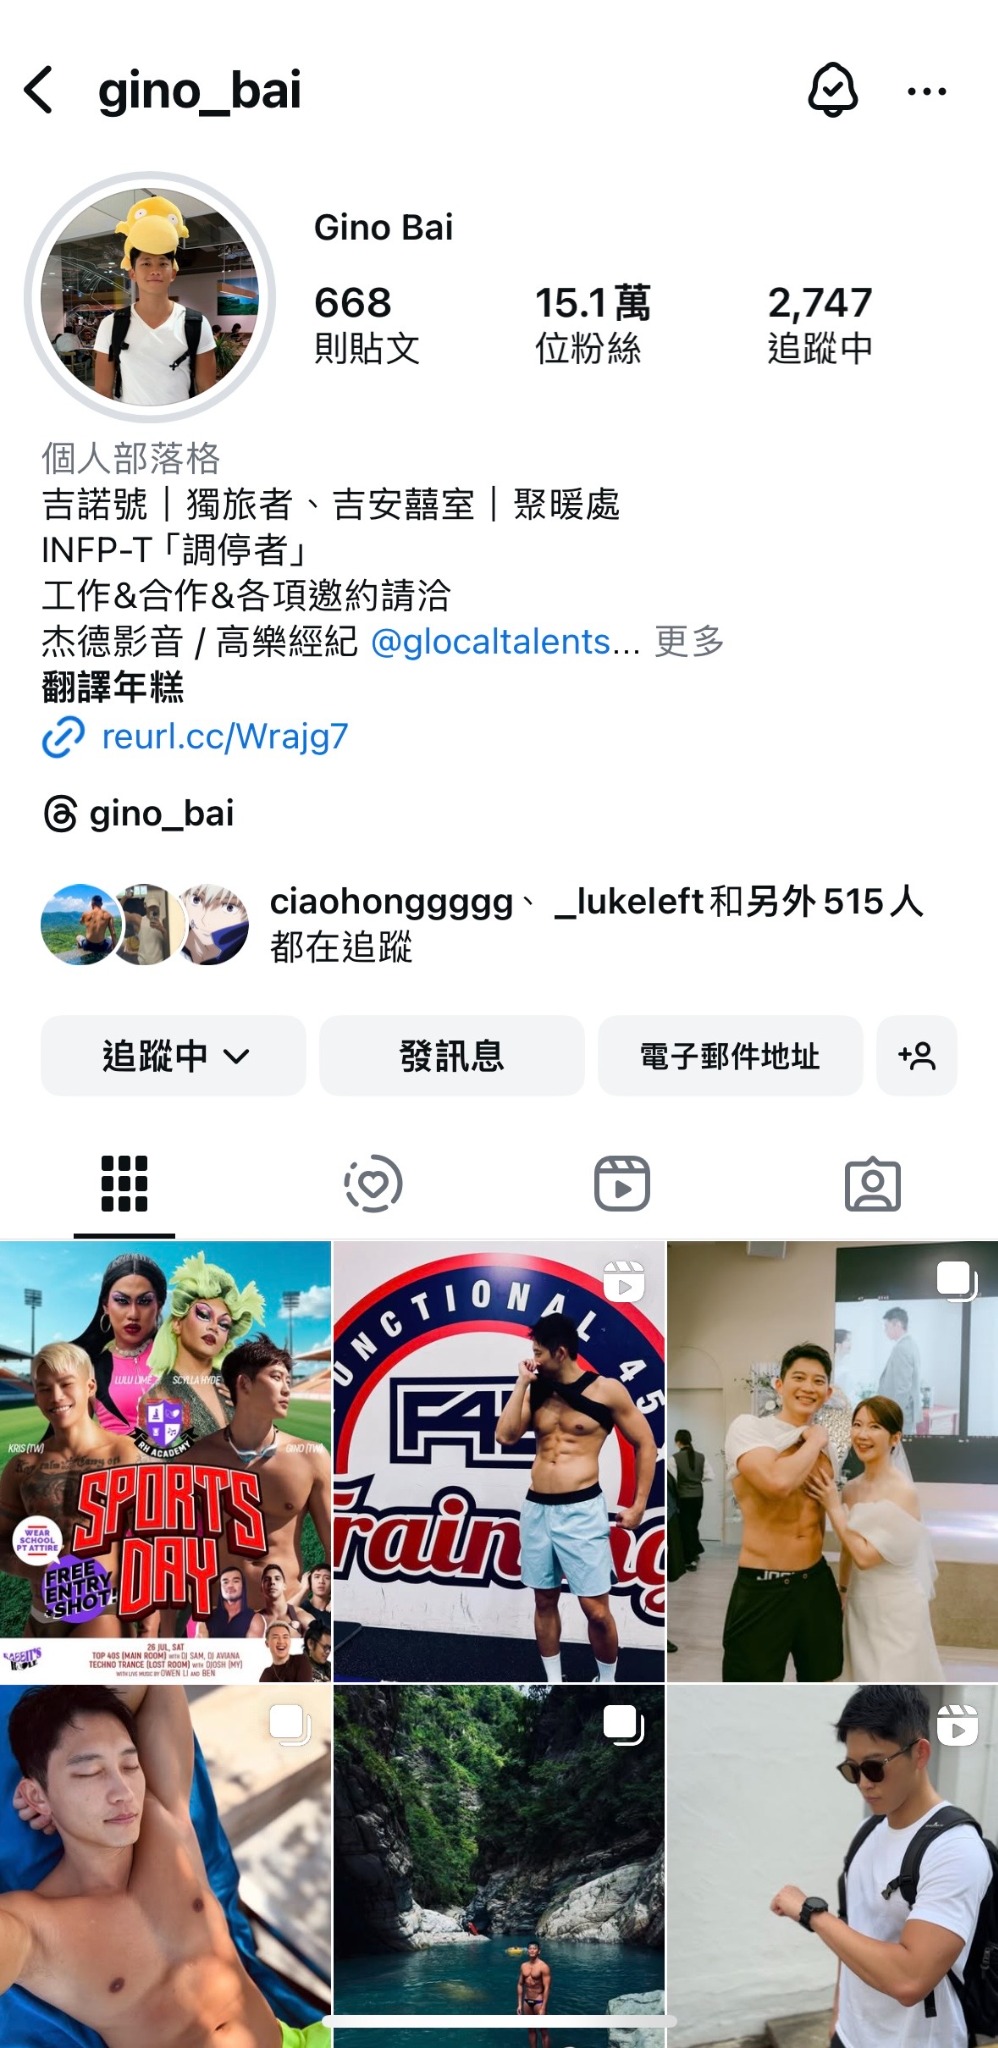 gino_bai
Gino Bai
668
則貼文
15.1萬
位粉絲
2,747
追蹤中
個人部落格
吉諾號｜獨旅者、吉安囍室｜聚暖處
INFP-T「調停者」
工作&合作&各項邀約請洽
杰德影音 / 高樂經紀 @glocaltalents... 更多
翻譯年糕
reurl.cc/Wrajg7
gino_bai
ciaohonggggg、_lukeleft和另外515人
都在追蹤
追蹤中
發訊息
電子郵件地址
LULU LIME
SCYLLA HYDE
KRIS (TW)
GINO (TW)
RH ACADEMY
SPORTS
DAY
WEAR
SCHOOL
PT ATTIRE
FREE
ENTRY
+SHOT!
26 JUL, SAT
TOP 40S (MAIN ROOM) WITH DJ SAM, DJ AVIANA
TECHNO TRANCE (LOST ROOM) WITH DJOSH (MY)
WITH LIVE MUSIC BY OWEN LI AND BEN
UNCTIONAL 45
F4
Train